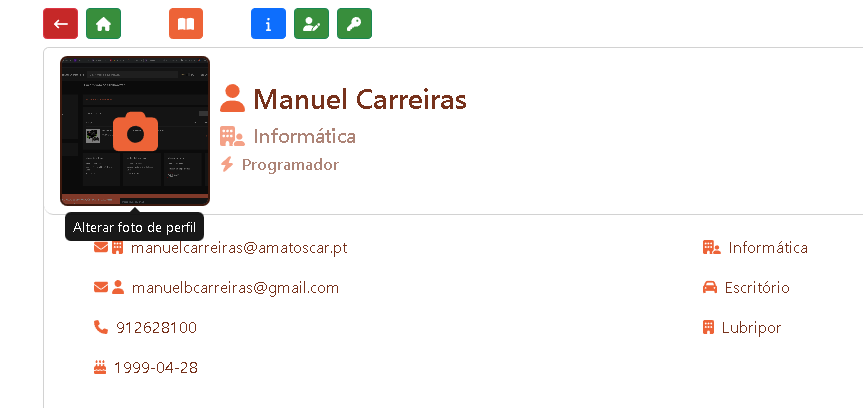 Manuel Carreiras
Informática
Programador
Alterar foto de perfil
manuelcarreiras@amatoscar.pt
Informática
manuelbcarreiras@gmail.com
Escritório
912628100
Lubripor
1999-04-28